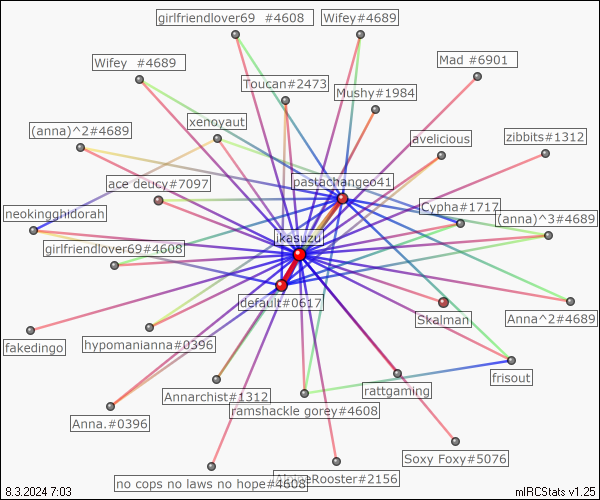 girlfriendlover69 #4608
Wifey#4689
Wifey #4689
Mad #6901
Toucan#2473
Mushy#1984
(anna)^2#4689
xenoyaut
avelicious
zibbits#1312
ace deucy#7097
pastachangeo41
neokingghidorah
Cypha#1717
(anna)^3#4689
ikasuzu
girlfriendlover69#4608
default#0617
fakedingo
hypomanianna#0396
Skalman
Anna^2#4689
frisout
Annarchist#1312
rattgaming
Anna.#0396
ramshackle gorey#4608
Soxy Foxy#5076
no cops no laws no hope#4608
AlpineRooster#2156
8.3.2024 7:03
mIRCStats v1.25